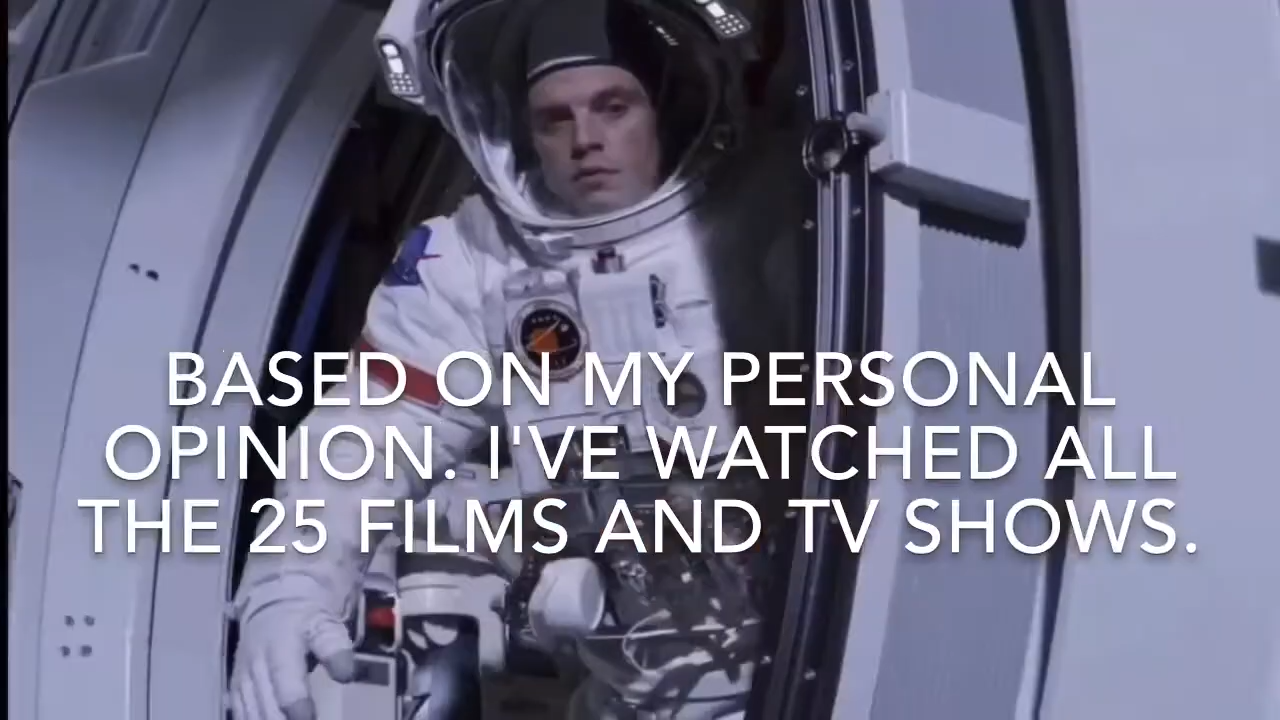 BASED ON MY PERSONAL
OPINION. I'VE WATCHED ALL
THE 25 FILMS AND TV SHOWS.